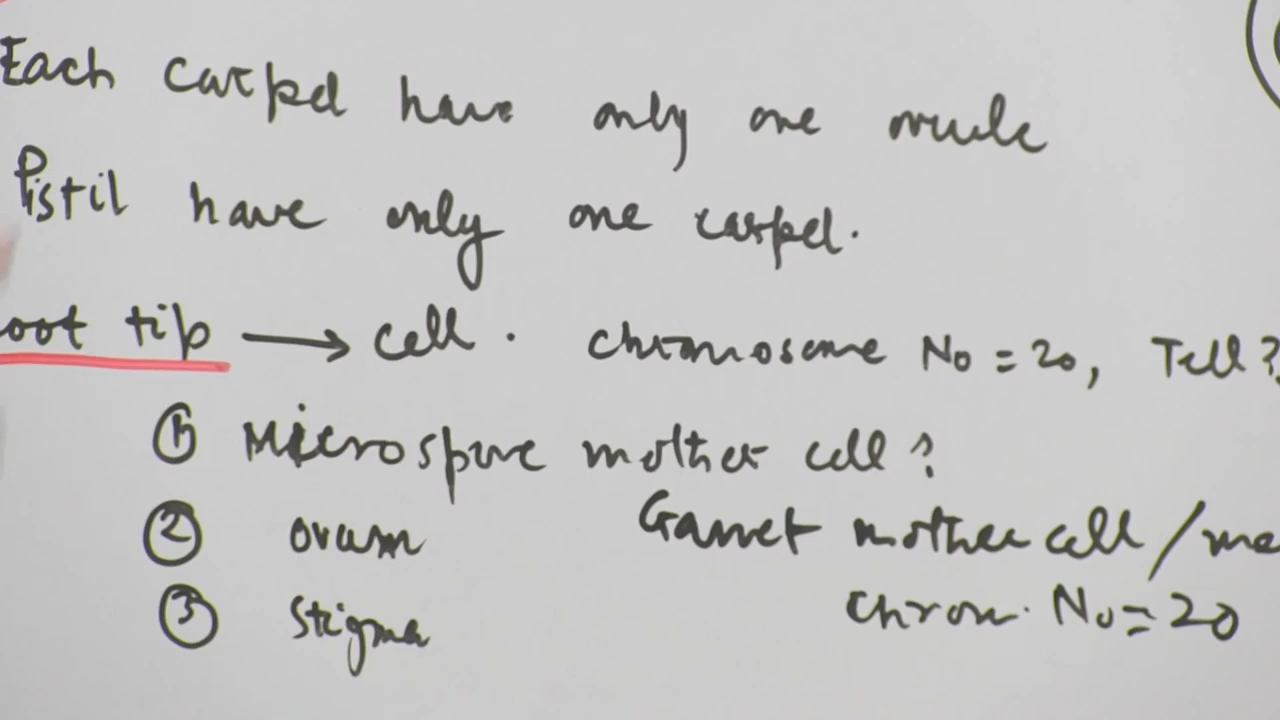 Each carpel have only one ovule
Pistil have only one carpel.
oot tip → cell. Chromosome No = 20, Tell?
① Microspore mother cell?
② ovum
Gamet mother cell / me
③ Stigma
Chrom. No = 20